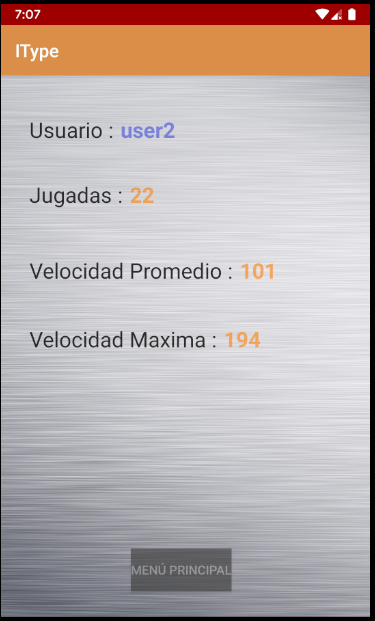 7:07
IType
Usuario : user2
Jugadas : 22
Velocidad Promedio : 101
Velocidad Maxima : 194
MENÚ PRINCIPAL